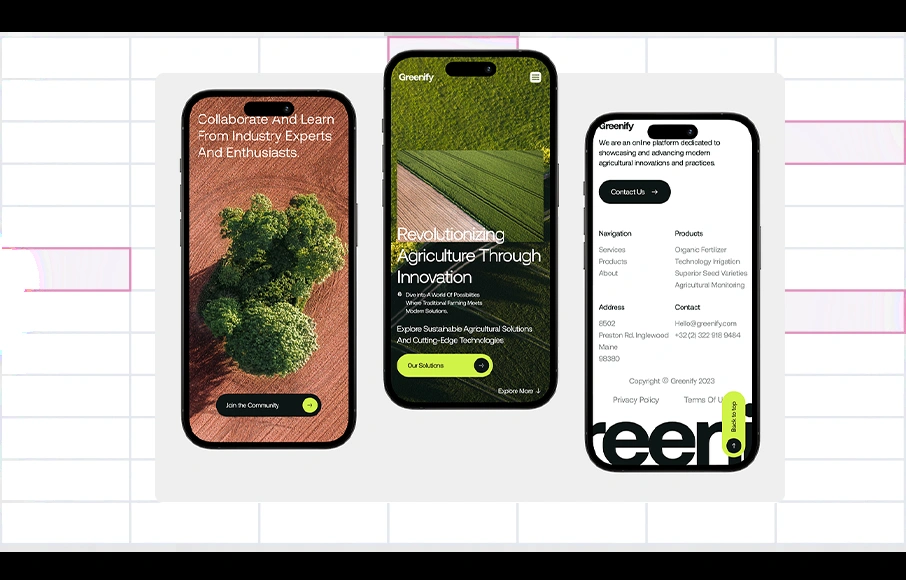 Collaborate And Learn
From Industry Experts
And Enthusiasts.
Join the Community
Greenify
Revolutionizing
Agriculture Through
Innovation
Dive Into A World Of Possibilities
Where Traditional Farming Meets
Modern Solutions.
Explore Sustainable Agricultural Solutions
And Cutting-Edge Technologies
Our Solutions
Explore More ↓
Greenify
We are an online platform dedicated to
showcasing and advancing modern
agricultural innovations and practices.
Contact Us
Navigation
Services
Products
About
Products
Organic Fertlizer
Technology Irrigation
Superior Seed Varieties
Agricultural Monitoring
Address
8502
Preston Rd. Inglewood
Maine
98380
Contact
Hello@greenify.com
+32 (2) 322 918 9484
Copyright © Greenify 2023
Privacy Policy
Terms Of U
Back to top
reeni